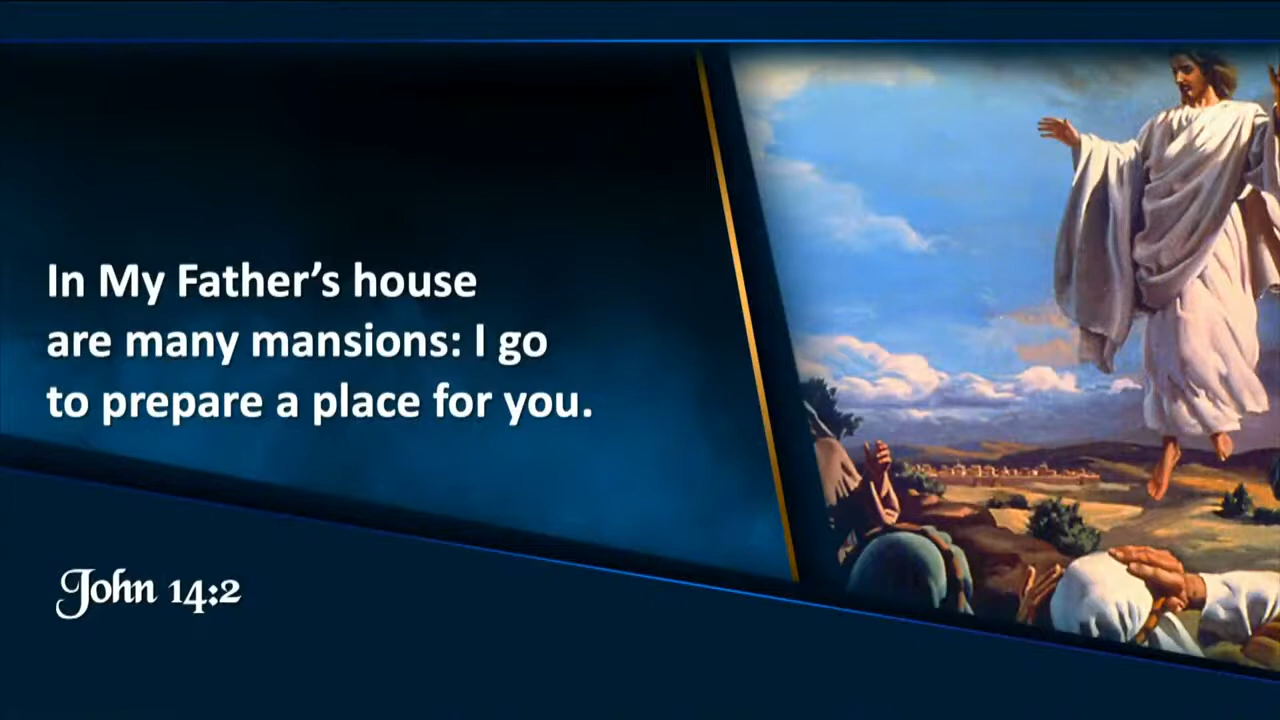 In My Father’s house
are many mansions: I go
to prepare a place for you.
John 14:2